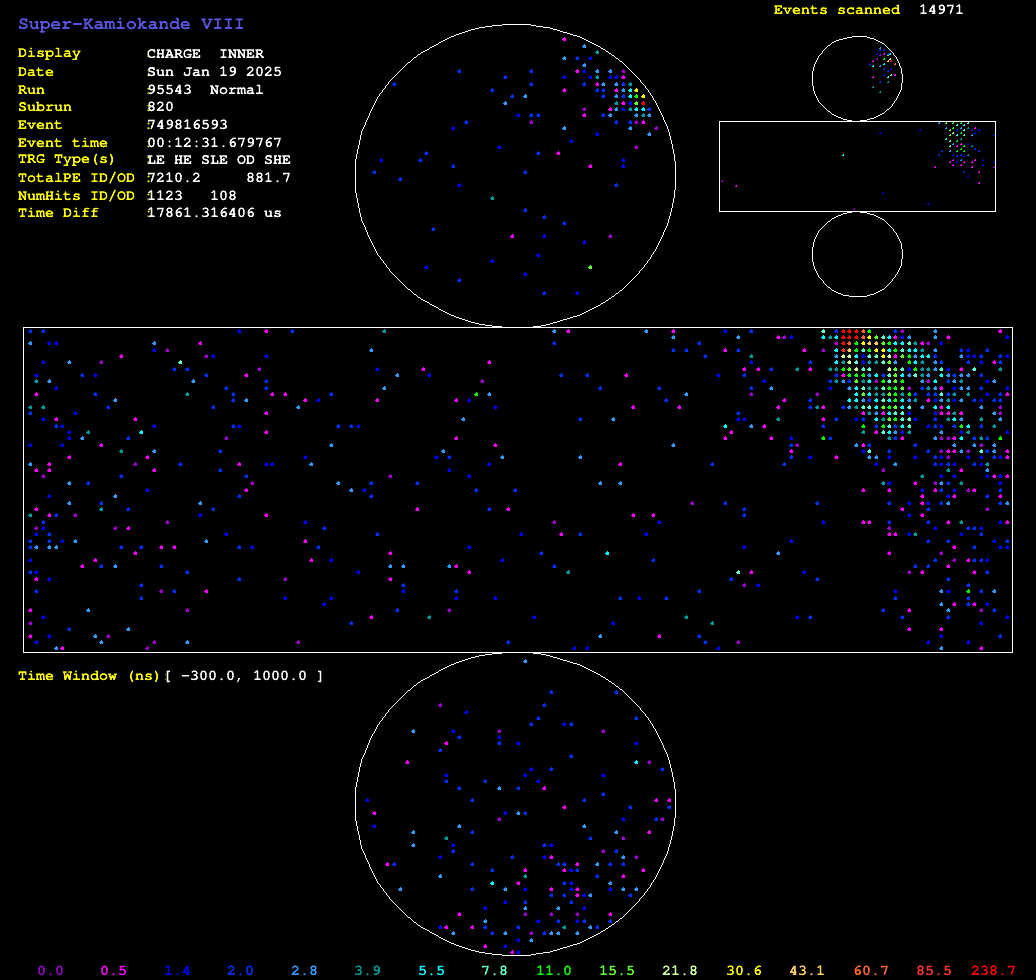 Events scanned 14971
Super-Kamiokande VIII
Display CHARGE INNER
Date Sun Jan 19 2025
Run :95543 Normal
Subrun :820
Event :749816593
Event time 00:12:31.679767
TRG Type(s) LE HE SLE OD SHE
TotalPE ID/OD :7210.2 881.7
NumHits ID/OD :1123 108
Time Diff :17861.316406 us
Time Window (ns) [ -300.0, 1000.0 ]
0.0 0.5 1.4 2.0 2.8 3.9 5.5 7.8 11.0 15.5 21.8 30.6 43.1 60.7 85.5 238.7